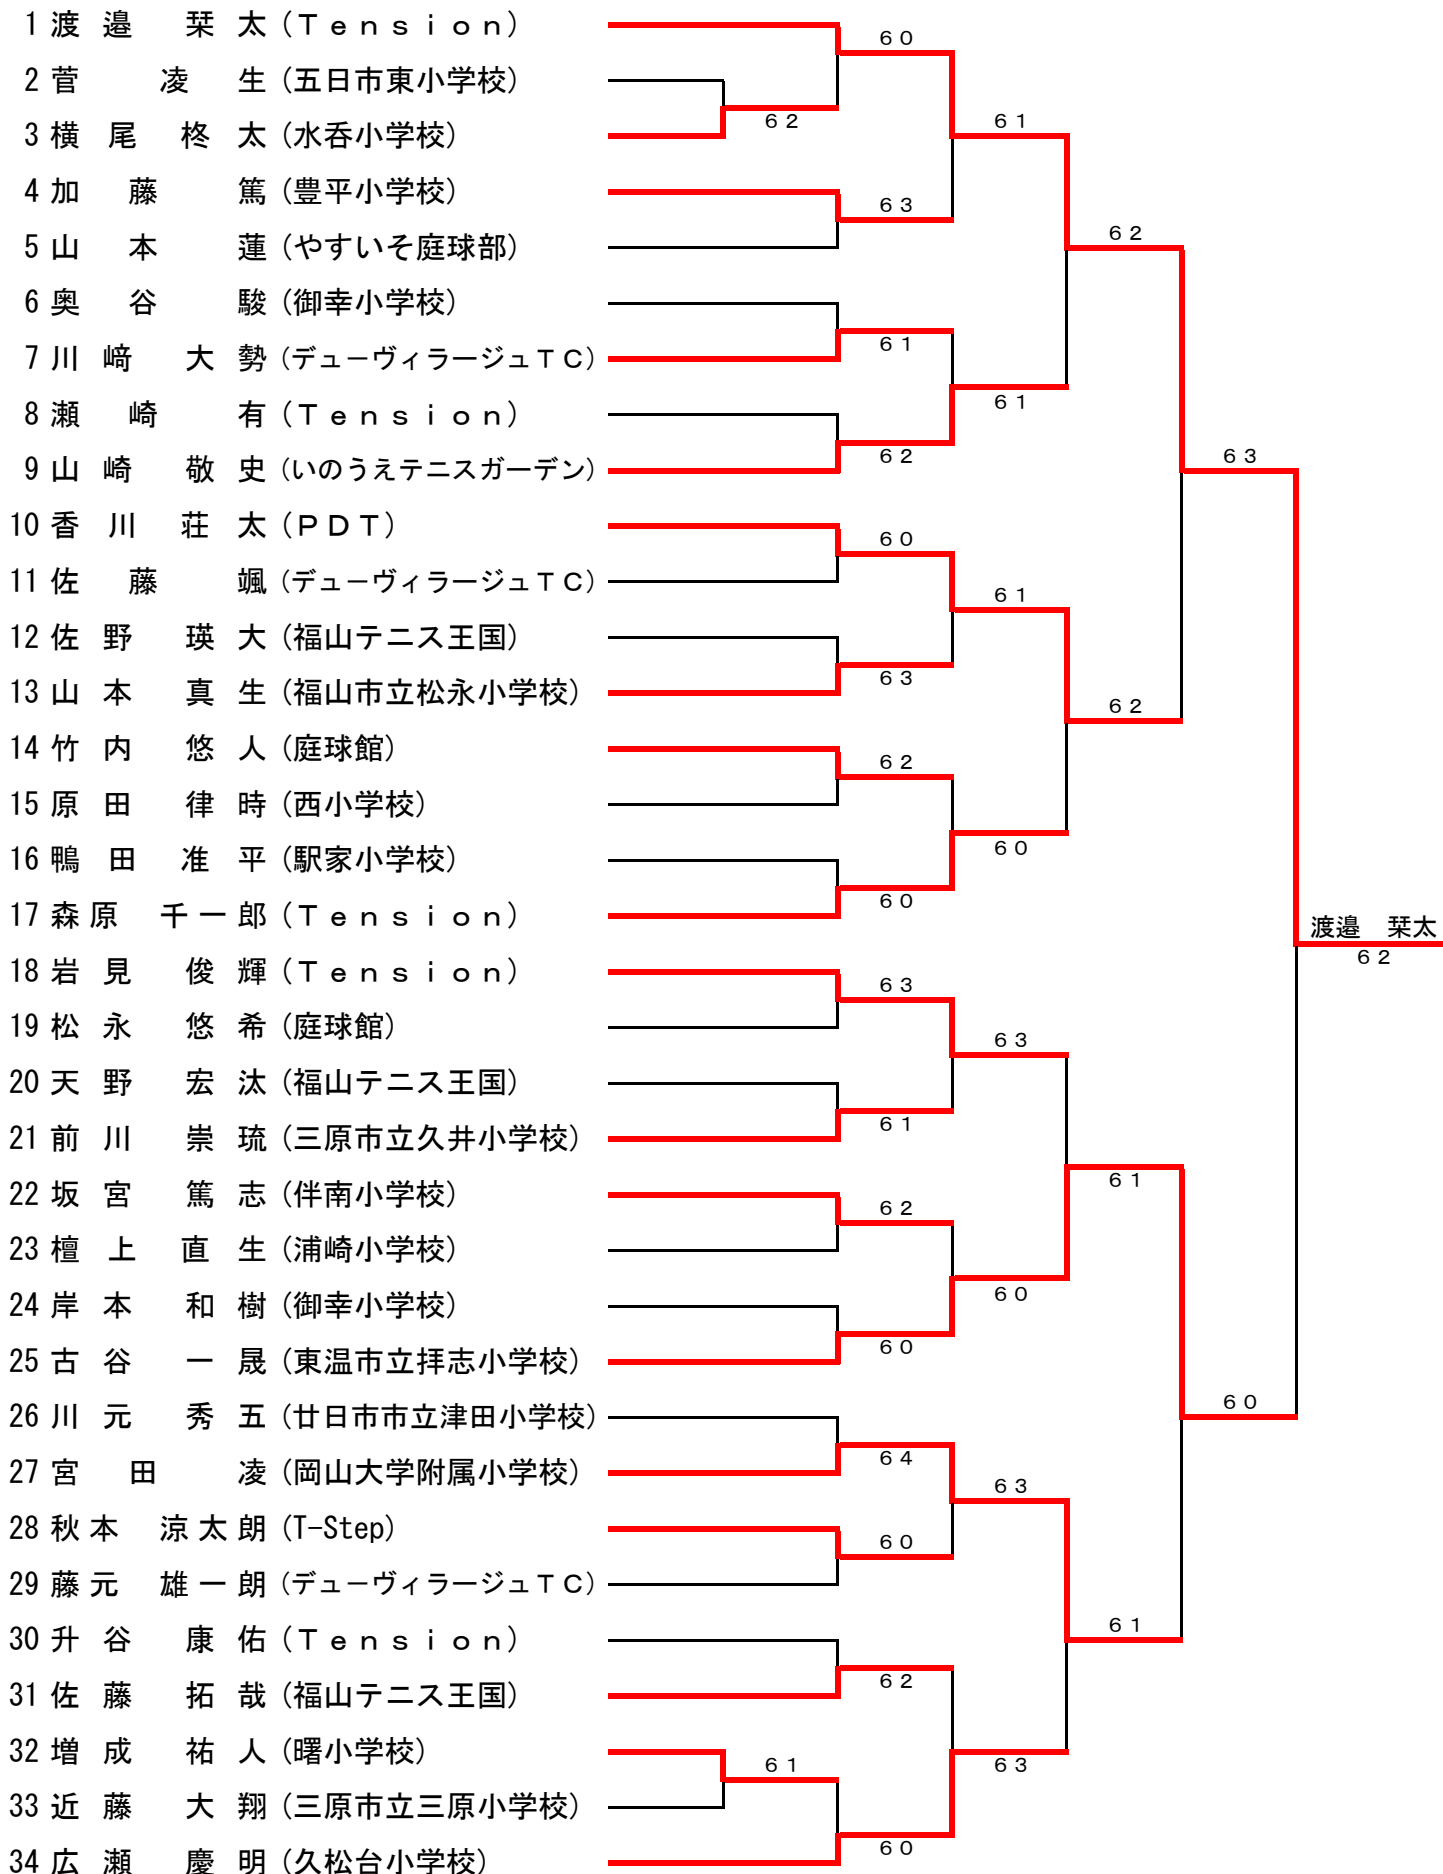 1 渡邉 栞太 (Ｔｅｎｓｉｏｎ)
2 菅 凌生 (五日市東小学校)
3 横尾 柊太 (水呑小学校)
4 加藤 篤 (豊平小学校)
5 山本 蓮 (やすいそ庭球部)
6 奥谷 駿 (御幸小学校)
7 川﨑 大勢 (デューヴィラージュＴＣ)
8 瀬崎 有 (Ｔｅｎｓｉｏｎ)
9 山崎 敬史 (いのうえテニスガーデン)
10 香川 荘太 (ＰＤＴ)
11 佐藤 颯 (デューヴィラージュＴＣ)
12 佐野 瑛大 (福山テニス王国)
13 山本 真生 (福山市立松永小学校)
14 竹内 悠人 (庭球館)
15 原田 律時 (西小学校)
16 鴨田 准平 (駅家小学校)
17 森原 千一郎 (Ｔｅｎｓｉｏｎ)
18 岩見 俊輝 (Ｔｅｎｓｉｏｎ)
19 松永 悠希 (庭球館)
20 天野 宏汰 (福山テニス王国)
21 前川 崇琉 (三原市立久井小学校)
22 坂宮 篤志 (伴南小学校)
23 檀上 直生 (浦崎小学校)
24 岸本 和樹 (御幸小学校)
25 古谷 一晟 (東温市立拝志小学校)
26 川元 秀五 (廿日市市立津田小学校)
27 宮田 凌 (岡山大学附属小学校)
28 秋本 涼太朗 (T-Step)
29 藤元 雄一朗 (デューヴィラージュＴＣ)
30 升谷 康佑 (Ｔｅｎｓｉｏｎ)
31 佐藤 拓哉 (福山テニス王国)
32 増成 祐人 (曙小学校)
33 近藤 大翔 (三原市立三原小学校)
34 広瀬 慶明 (久松台小学校)
６２
６１
６０
６３
６１
６２
６０
６３
６２
６０
６３
６１
６２
６０
６４
６０
６２
６０
６１
６１
６１
６０
６３
６０
６３
６３
６２
６２
６１
６１
６３
６０
渡邉 栞太
６２